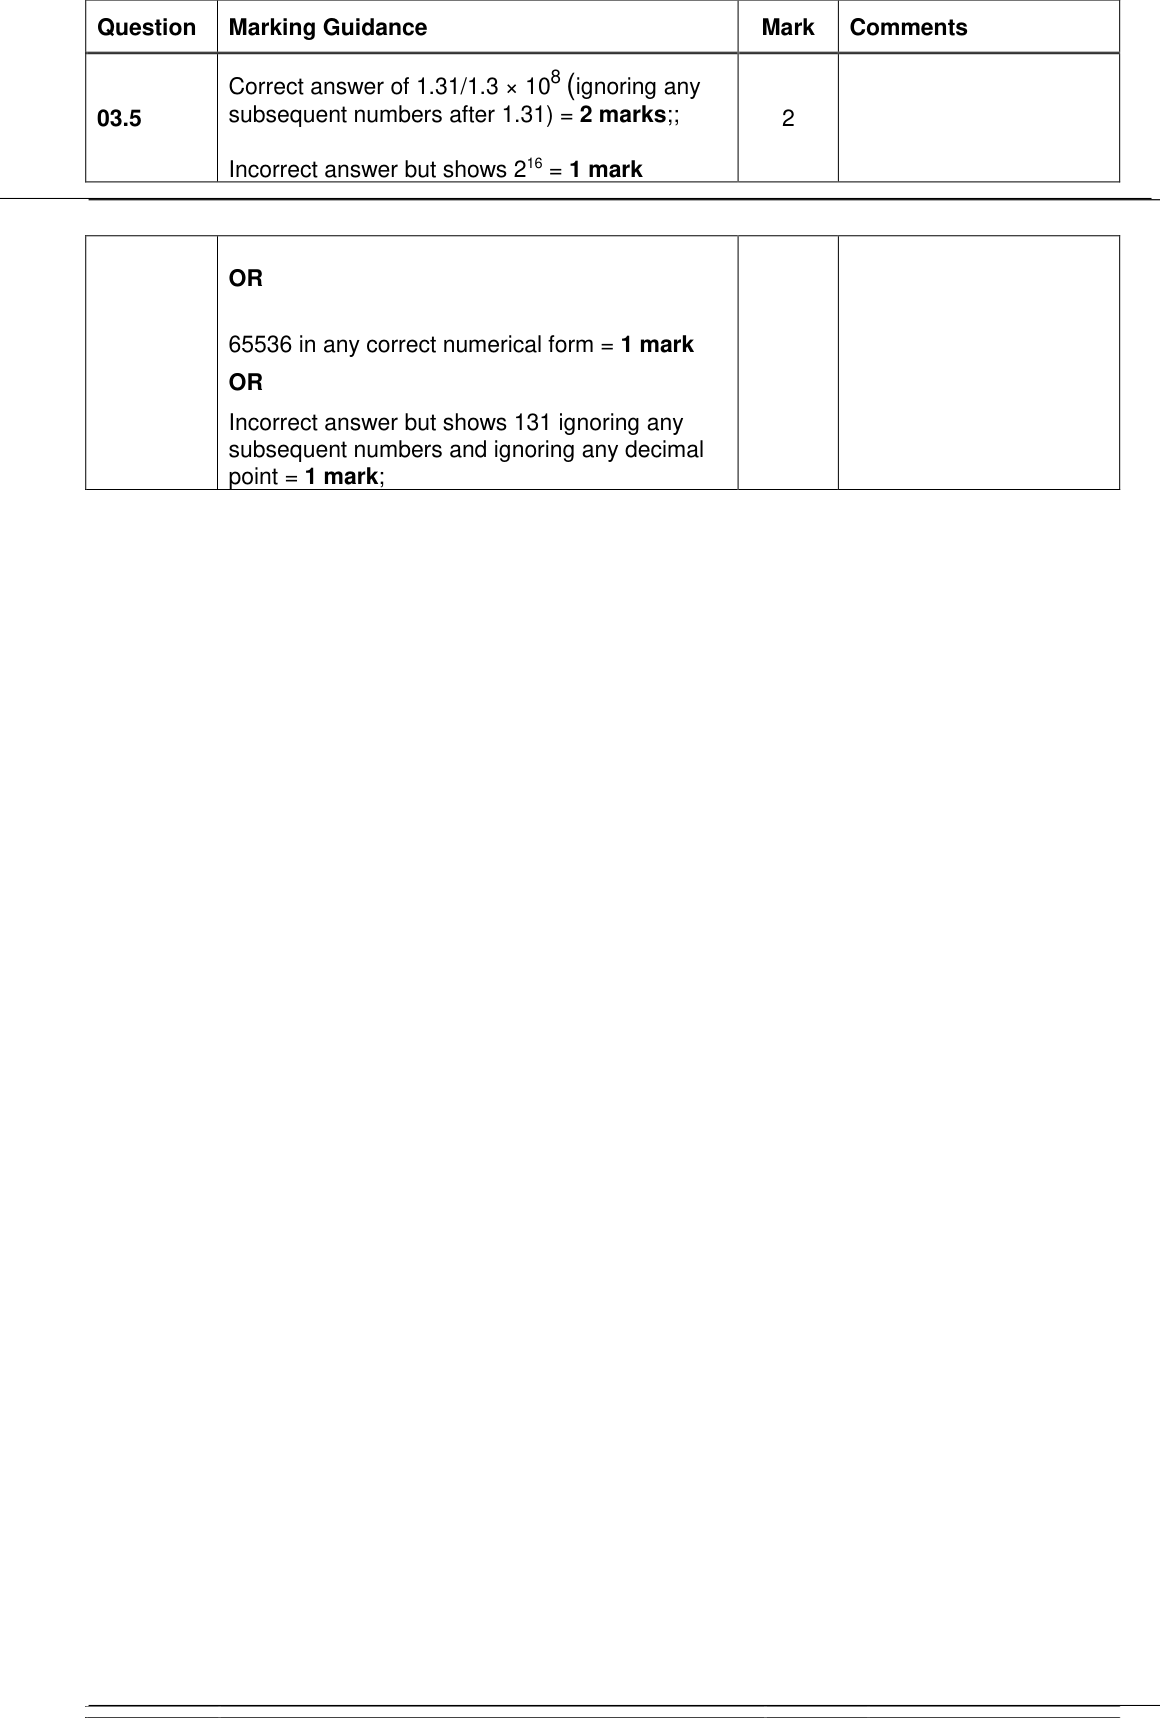 Question Marking Guidance Mark Comments
Correct answer of 1.31/1.3 × 10⁸ (ignoring any
subsequent numbers after 1.31) = 2 marks;;
03.5 2
Incorrect answer but shows 2¹⁶ = 1 mark
OR
65536 in any correct numerical form = 1 mark
OR
Incorrect answer but shows 131 ignoring any
subsequent numbers and ignoring any decimal
point = 1 mark;